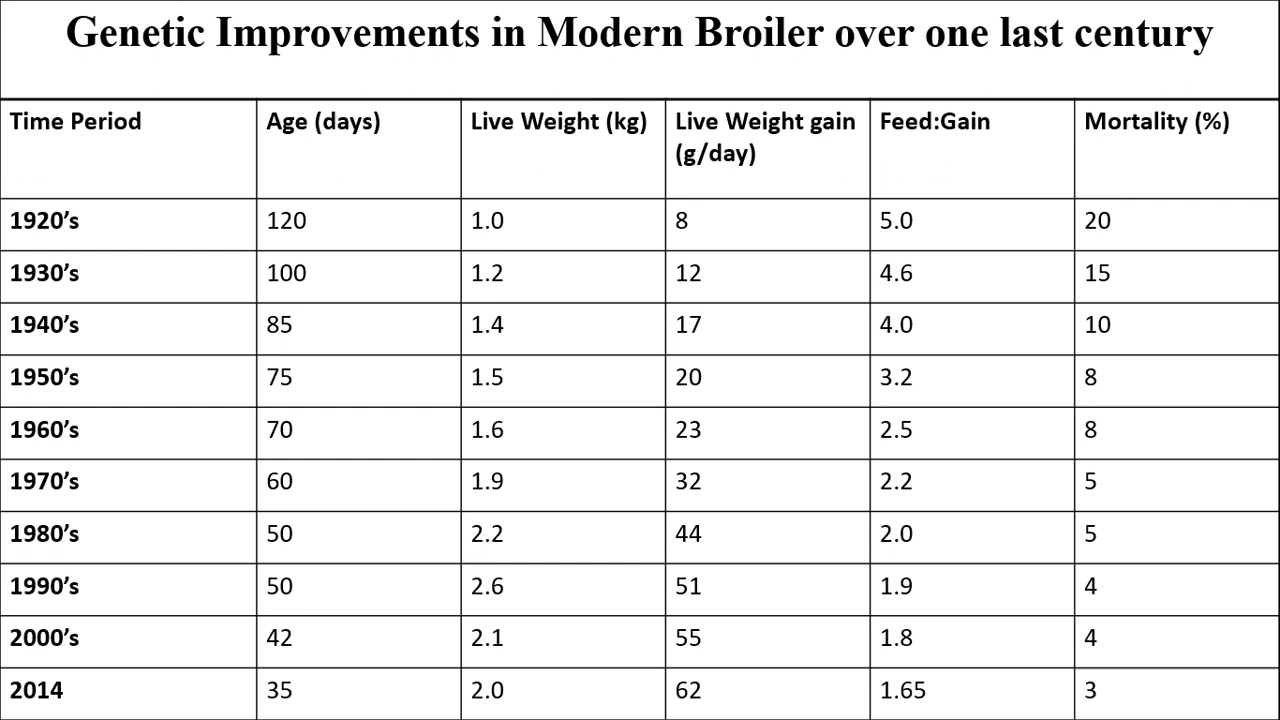 Genetic Improvements in Modern Broiler over one last century
Time Period Age (days) Live Weight (kg) Live Weight gain (g/day) Feed:Gain Mortality (%)
1920’s 120 1.0 8 5.0 20
1930’s 100 1.2 12 4.6 15
1940’s 85 1.4 17 4.0 10
1950’s 75 1.5 20 3.2 8
1960’s 70 1.6 23 2.5 8
1970’s 60 1.9 32 2.2 5
1980’s 50 2.2 44 2.0 5
1990’s 50 2.6 51 1.9 4
2000’s 42 2.1 55 1.8 4
2014 35 2.0 62 1.65 3